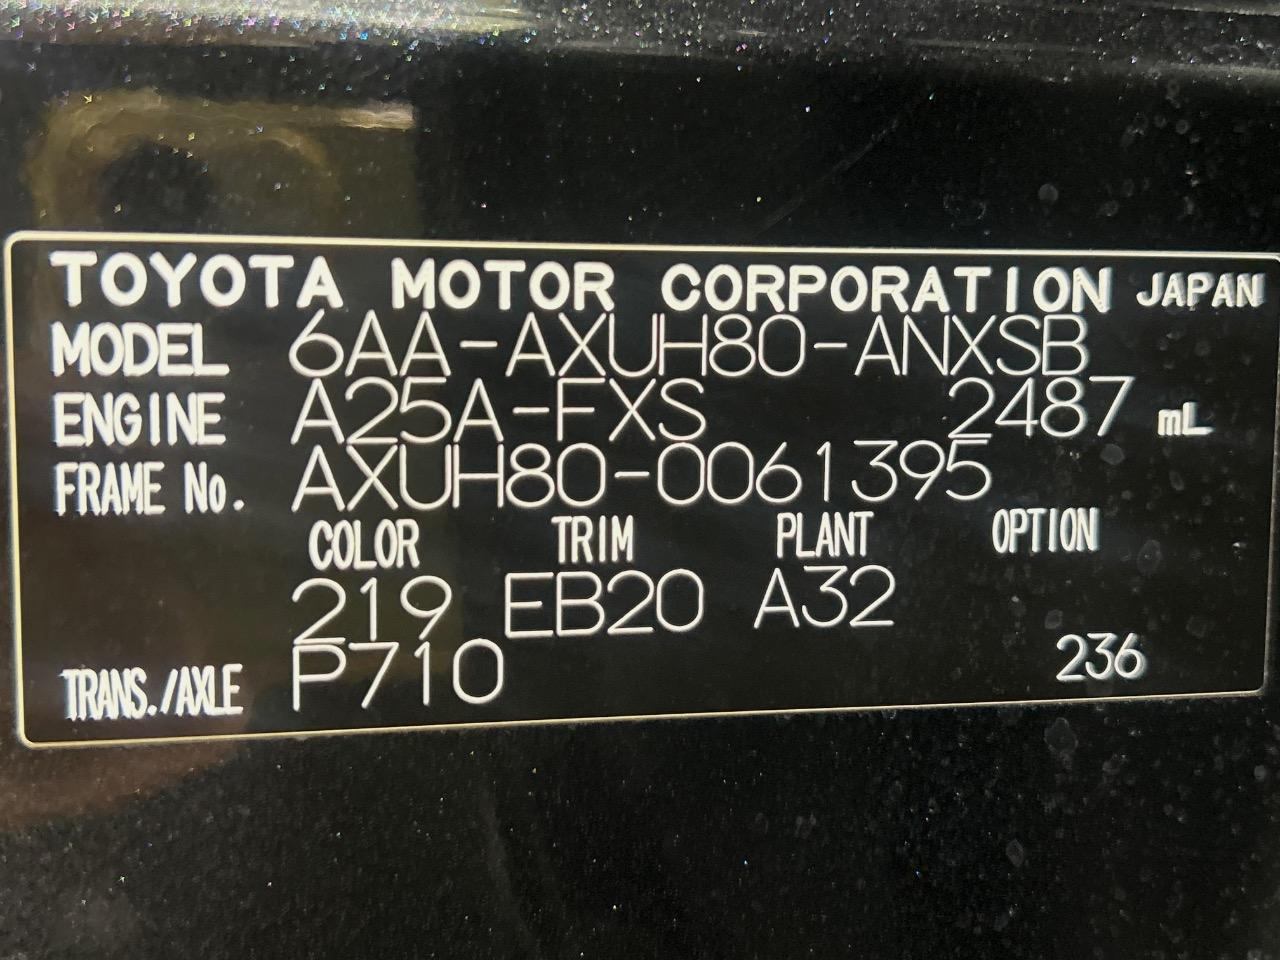 TOYOTA MOTOR CORPORATION JAPAN
MODEL 6AA-AXUH80-ANXSB
ENGINE A25A-FXS 2487 mL
FRAME No. AXUH80-0061395
COLOR TRIM PLANT OPTION
219 EB20 A32
TRANS./AXLE P710 236